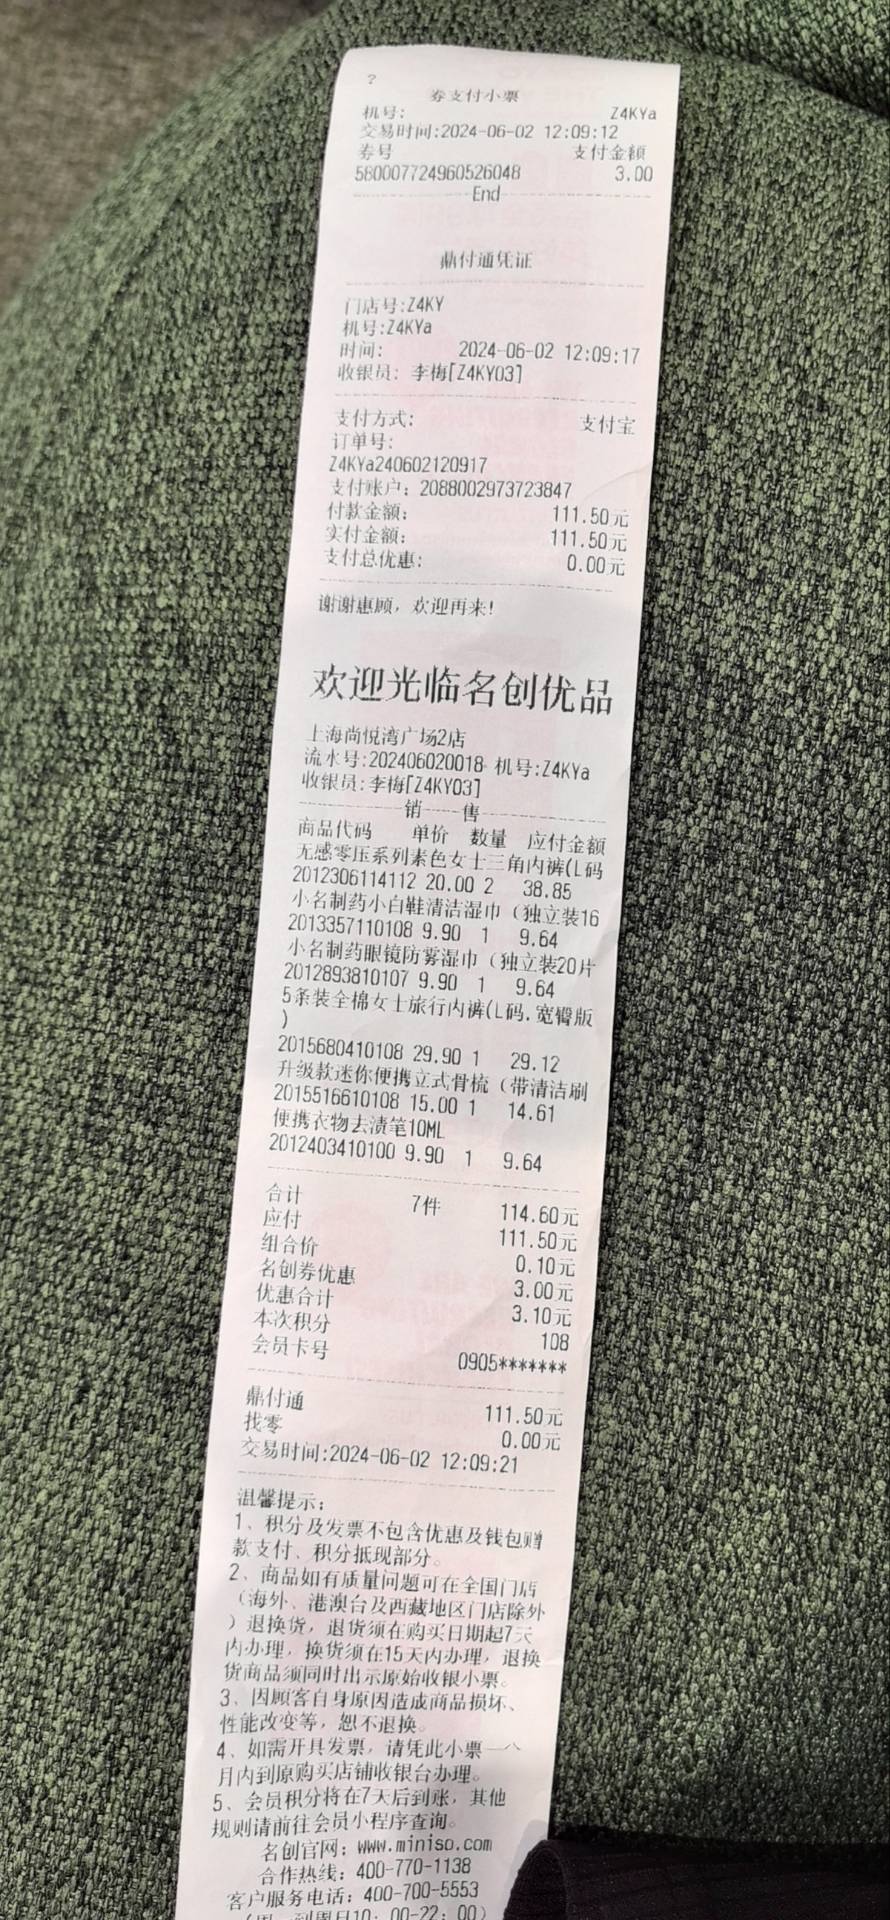 ?
券支付小票
机号: Z4KYa
交易时间:2024-06-02 12:09:12
券号 支付金额
580007724960526048 3.00
End
鼎付通凭证
门店号:Z4KY
机号:Z4KYa
时间: 2024-06-02 12:09:17
收银员: 李梅[Z4KY03]
支付方式: 支付宝
订单号:
Z4KYa240602120917
支付账户: 2088002973723847
付款金额: 111.50元
实付金额: 111.50元
支付总优惠: 0.00元
谢谢惠顾，欢迎再来!
欢迎光临名创优品
上海尚悦湾广场2店
流水号:202406020018 机号:Z4KYa
收银员:李梅[Z4KY03]
销 售
商品代码 单价 数量 应付金额
无感零压系列素色女士三角内裤(L码
2012306114112 20.00 2 38.85
小名制药小白鞋清洁湿巾（独立装16
2013357110108 9.90 1 9.64
小名制药眼镜防雾湿巾（独立装20片
2012893810107 9.90 1 9.64
5条装全棉女士旅行内裤(L码.宽臀版
)
2015680410108 29.90 1 29.12
升级款迷你便携立式骨梳（带清洁刷
2015516610108 15.00 1 14.61
便携衣物去渍笔10ML
2012403410100 9.90 1 9.64
合计 7件 114.60元
应付 111.50元
组合价 0.10元
名创券优惠 3.00元
优惠合计 3.10元
本次积分 108
会员卡号 0905*******
鼎付通 111.50元
找零 0.00元
交易时间:2024-06-02 12:09:21
温馨提示:
1、积分及发票不包含优惠及钱包赠
款支付、积分抵现部分。
2、商品如有质量问题可在全国门店
（海外、港澳台及西藏地区门店除外
）退换货，退货须在购买日期起7天
内办理，换货须在15天内办理，退换
货商品须同时出示原始收银小票。
3、因顾客自身原因造成商品损坏、
性能改变等，恕不退换。
4、如需开具发票，请凭此小票一个
月内到原购买店铺收银台办理。
5、会员积分将在7天后到账，其他
规则请前往会员小程序查询。
名创官网: www.miniso.com
合作热线: 400-770-1138
客户服务电话: 400-700-5553
(周一到周日10: 00-22: 00)